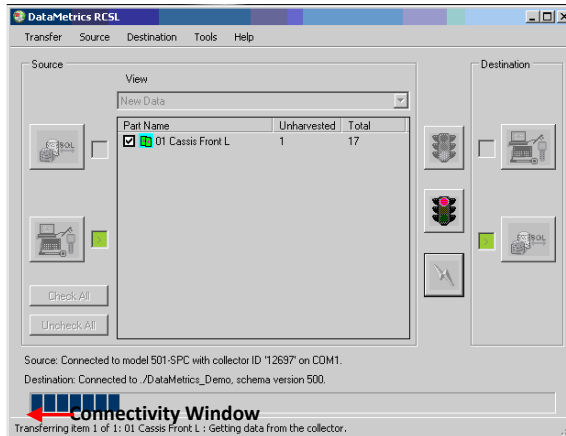 DataMetrics RCSL
Transfer Source Destination Tools Help
Source
Destination
View
New Data
Part Name Unharvested Total
01 Cassis Front L 1 17
SQL
SQL
Check All
Uncheck All
Source: Connected to model 501-SPC with collector ID '12697' on COM1.
Destination: Connected to ./DataMetrics_Demo, schema version 500.
Connectivity Window
Transferring item 1 of 1: 01 Cassis Front L : Getting data from the collector.